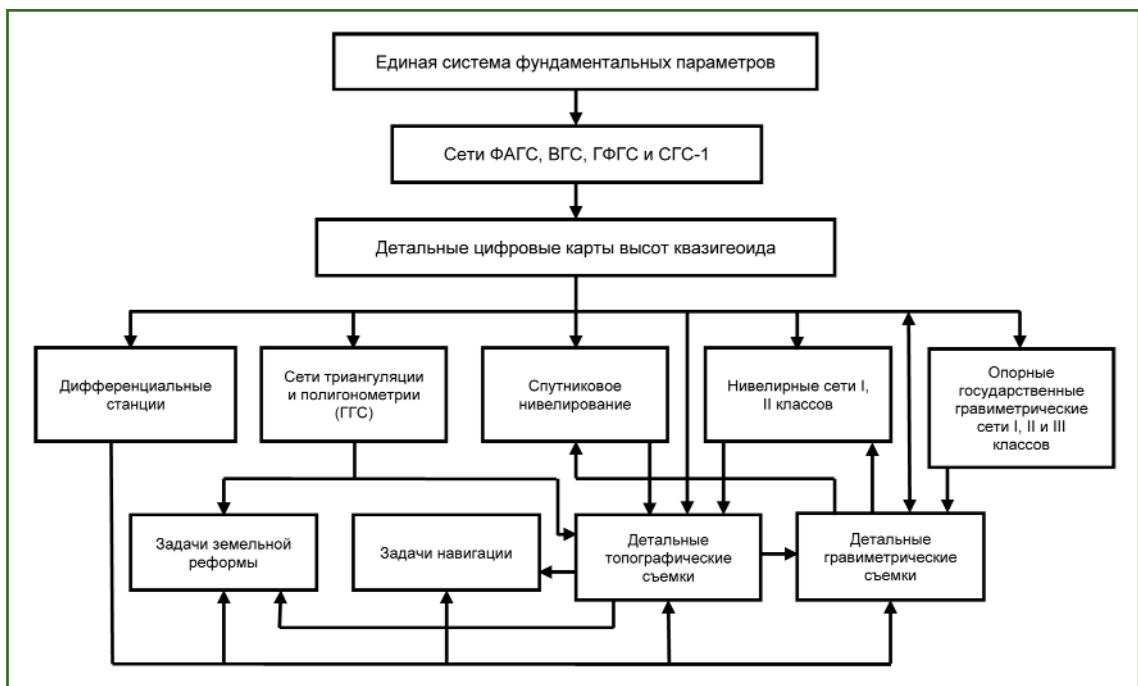 Единая система фундаментальных параметров
Сети ФАГС, ВГС, ГФГС и СГС-1
Детальные цифровые карты высот квазигеоида
Дифференциальные
станции
Сети триангуляции
и полигонометрии
(ГГС)
Спутниковое
нивелирование
Нивелирные сети I,
II классов
Опорные
государственные
гравиметрические
сети I, II и III
классов
Задачи земельной
реформы
Задачи навигации
Детальные
топографические
съемки
Детальные
гравиметрические
съемки